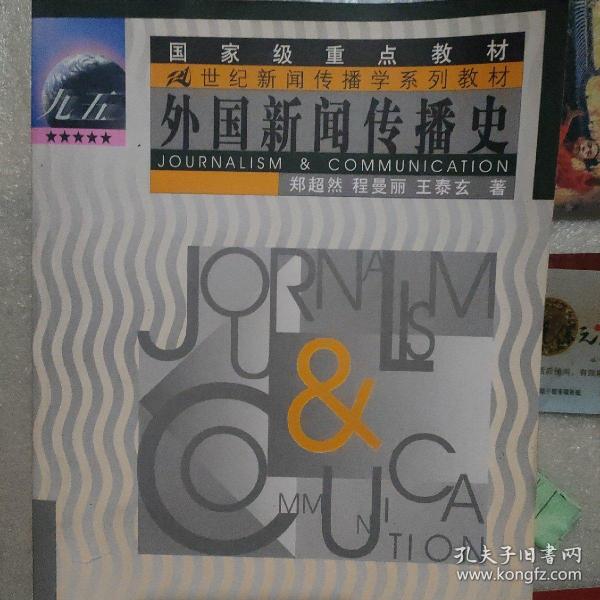 国家级重点教材
21世纪新闻传播学系列教材
九五
★★★★★
外国新闻传播史
JOURNALISM & COMMUNICATION
郑超然 程曼丽 王泰玄 著
JOURNALISM
&
COMMUNICATION
孔夫子旧书网
www.kongfz.com